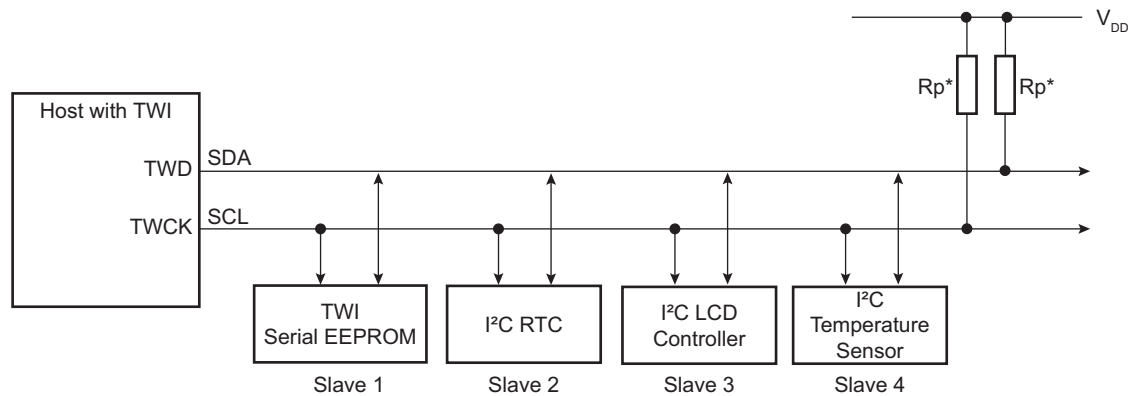 V_DD
Rp* Rp*
Host with TWI
TWD SDA
TWCK SCL
TWI
Serial EEPROM
Slave 1
I²C RTC
Slave 2
I²C LCD
Controller
Slave 3
I²C
Temperature
Sensor
Slave 4